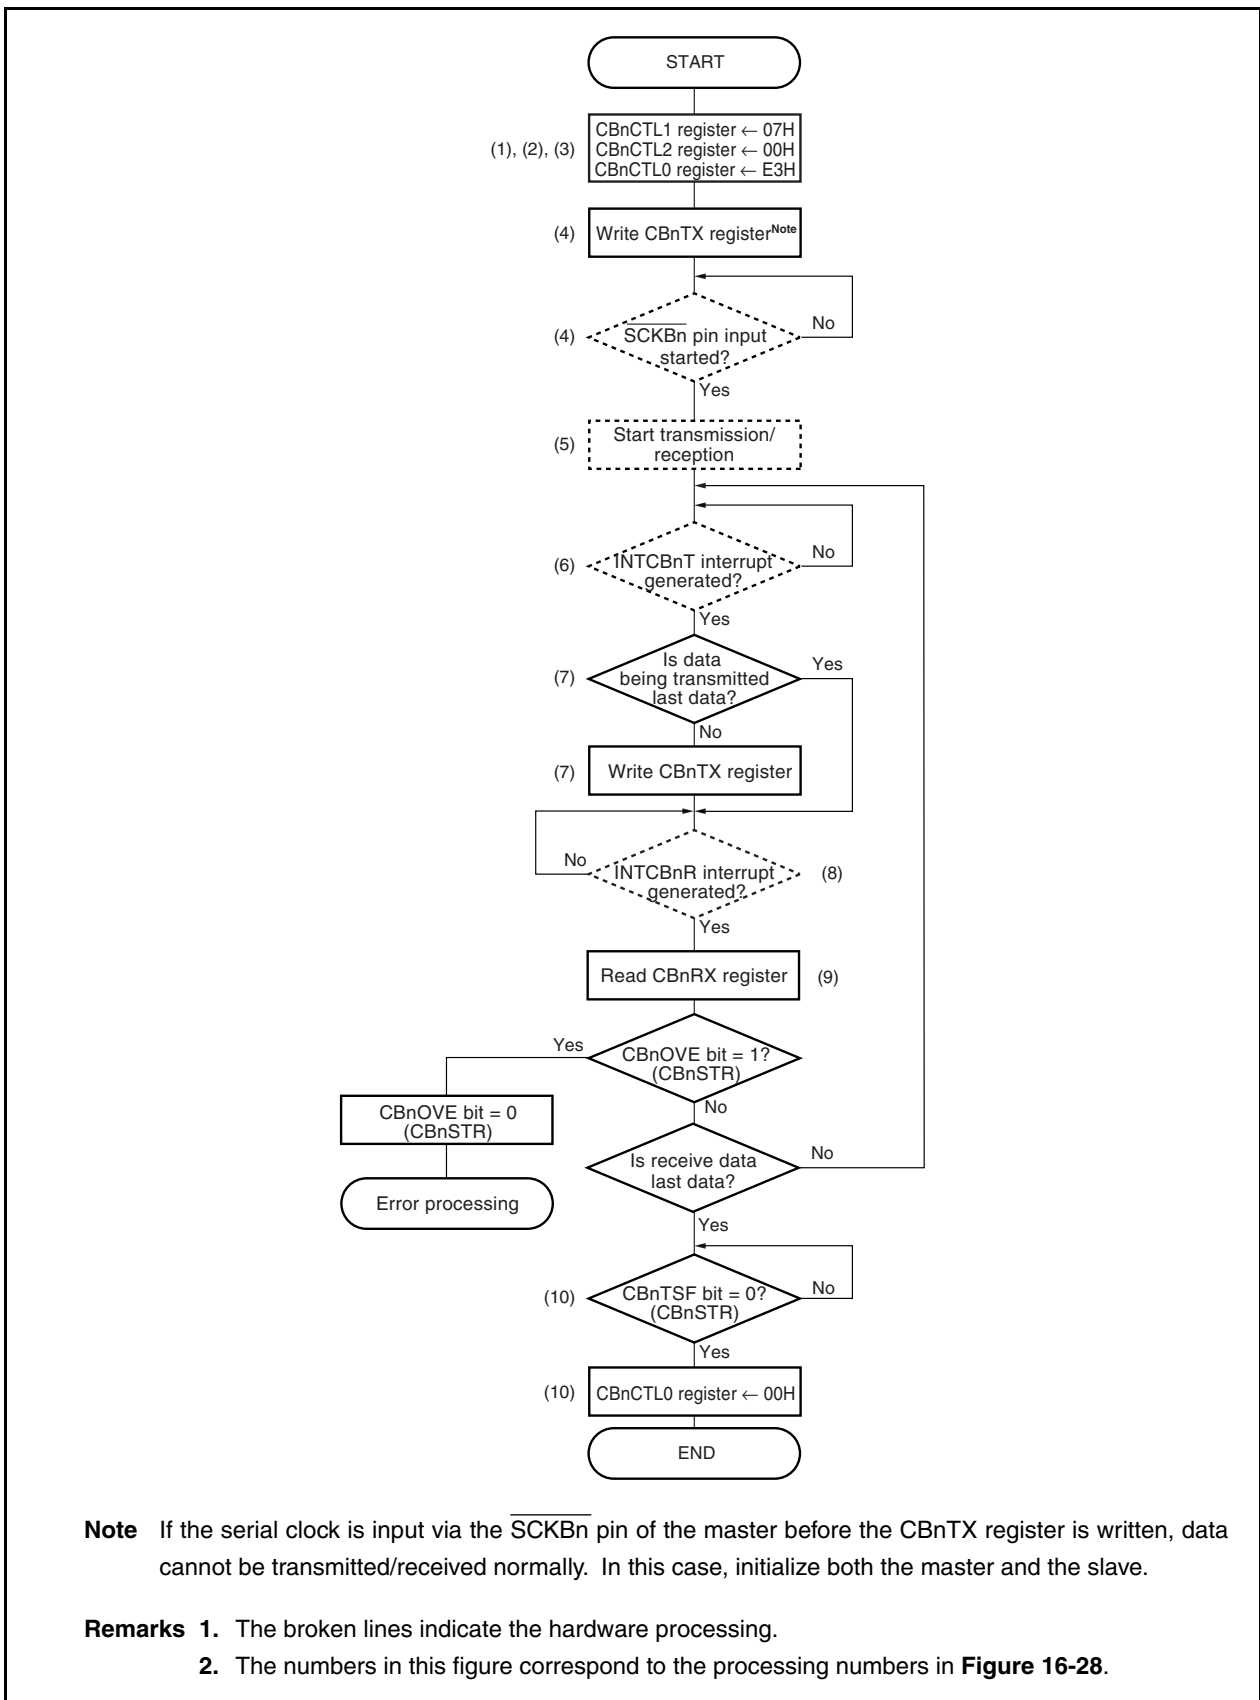 START
(1), (2), (3)
CBnCTL1 register ← 07H
CBnCTL2 register ← 00H
CBnCTL0 register ← E3H
(4)
Write CBnTX register^Note
(4)
SCKBn pin input
started?
No
Yes
(5)
Start transmission/
reception
(6)
INTCBnT interrupt
generated?
No
Yes
(7)
Is data
being transmitted
last data?
Yes
No
(7)
Write CBnTX register
No
INTCBnR interrupt
generated?
(8)
Yes
Read CBnRX register
(9)
Yes
CBnOVE bit = 1?
(CBnSTR)
No
CBnOVE bit = 0
(CBnSTR)
Error processing
Is receive data
last data?
No
Yes
(10)
CBnTSF bit = 0?
(CBnSTR)
No
Yes
(10)
CBnCTL0 register ← 00H
END
Note If the serial clock is input via the SCKBn pin of the master before the CBnTX register is written, data
cannot be transmitted/received normally. In this case, initialize both the master and the slave.
Remarks 1. The broken lines indicate the hardware processing.
2. The numbers in this figure correspond to the processing numbers in Figure 16-28.